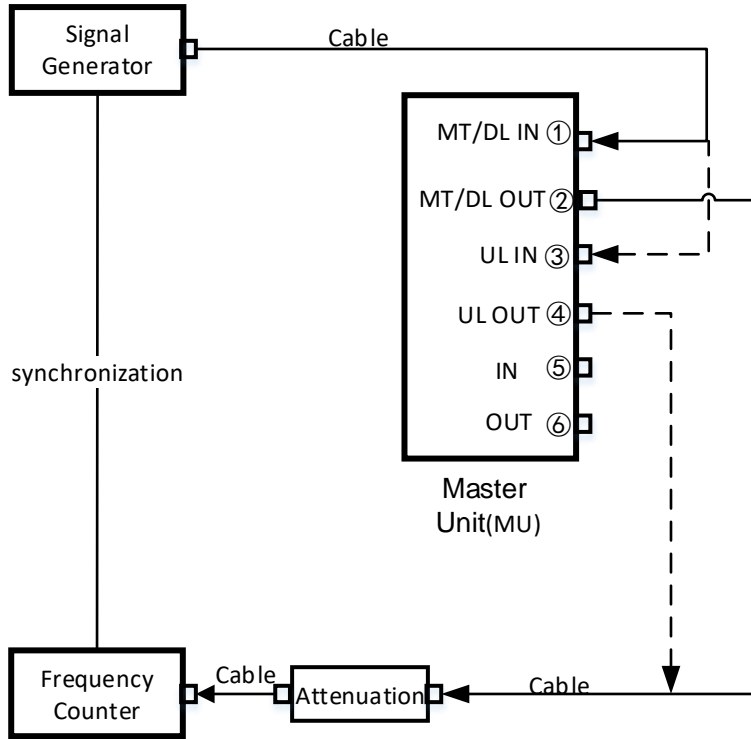 Signal
Generator
Cable
MT/DL IN ①
MT/DL OUT ②
UL IN ③
UL OUT ④
IN ⑤
OUT ⑥
Master
Unit(MU)
synchronization
Frequency
Counter
Cable
Attenuation
Cable